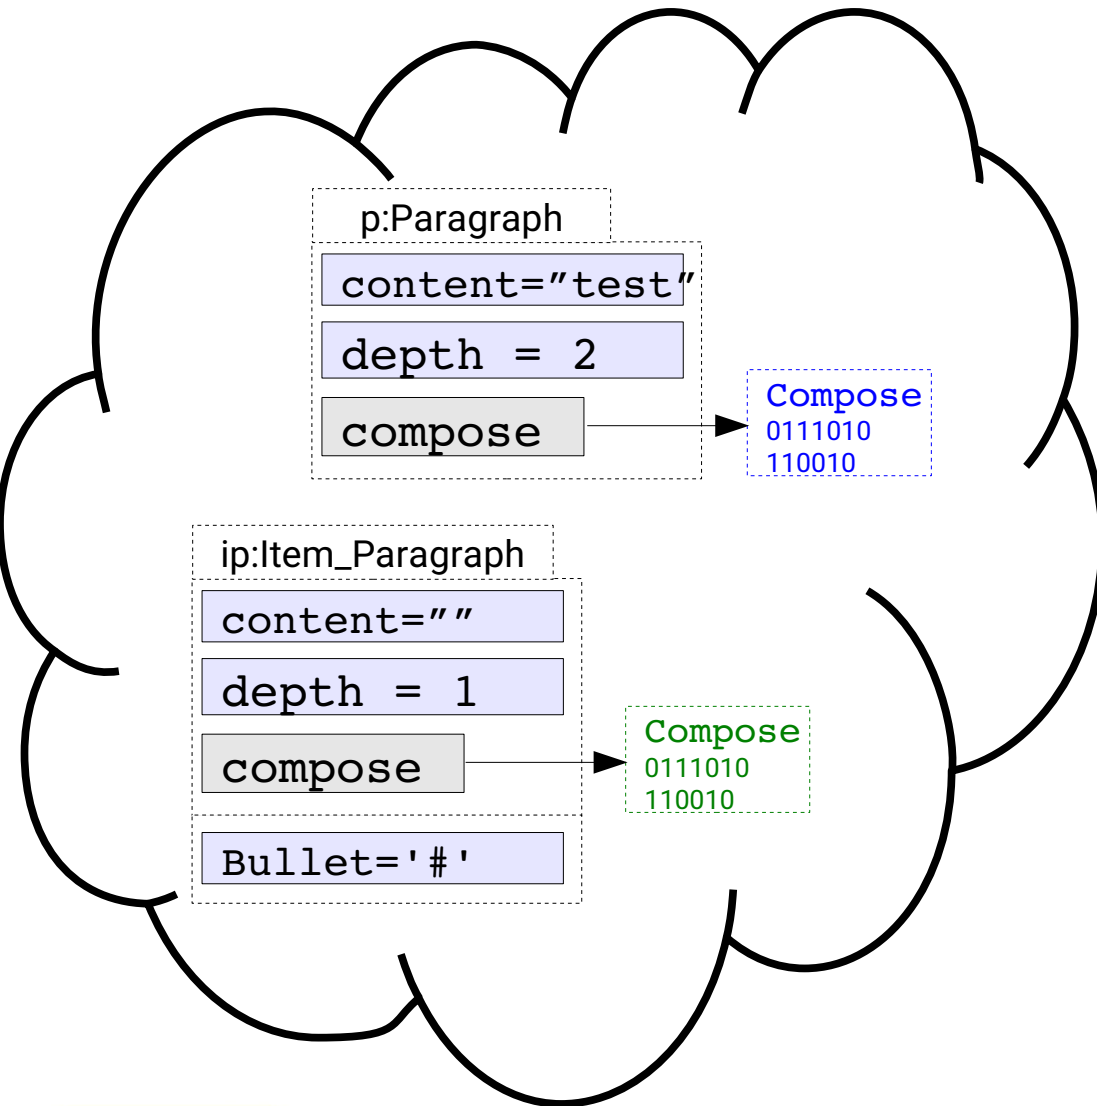 p:Paragraph
content=”test”
depth = 2
compose
Compose
0111010
110010
ip:Item_Paragraph
content=””
depth = 1
compose
Compose
0111010
110010
Bullet='#'